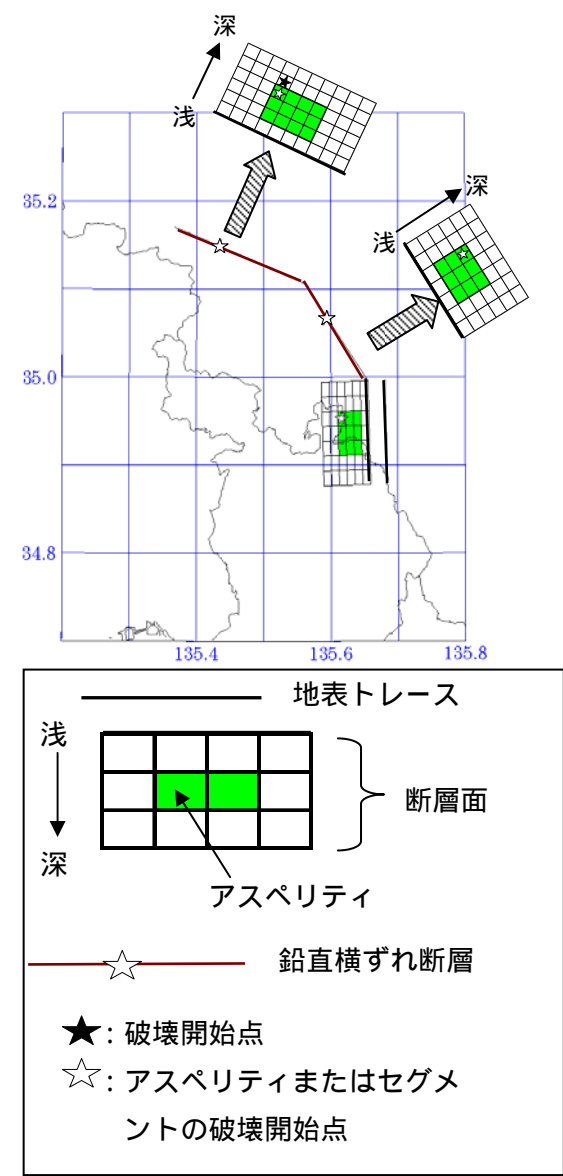 深
浅
深
浅
35.2
35.0
34.8
135.4
135.6
135.8
地表トレース
浅
深
断層面
アスペリティ
鉛直横ずれ断層
★：破壊開始点
☆：アスペリティまたはセグメ
ントの破壊開始点